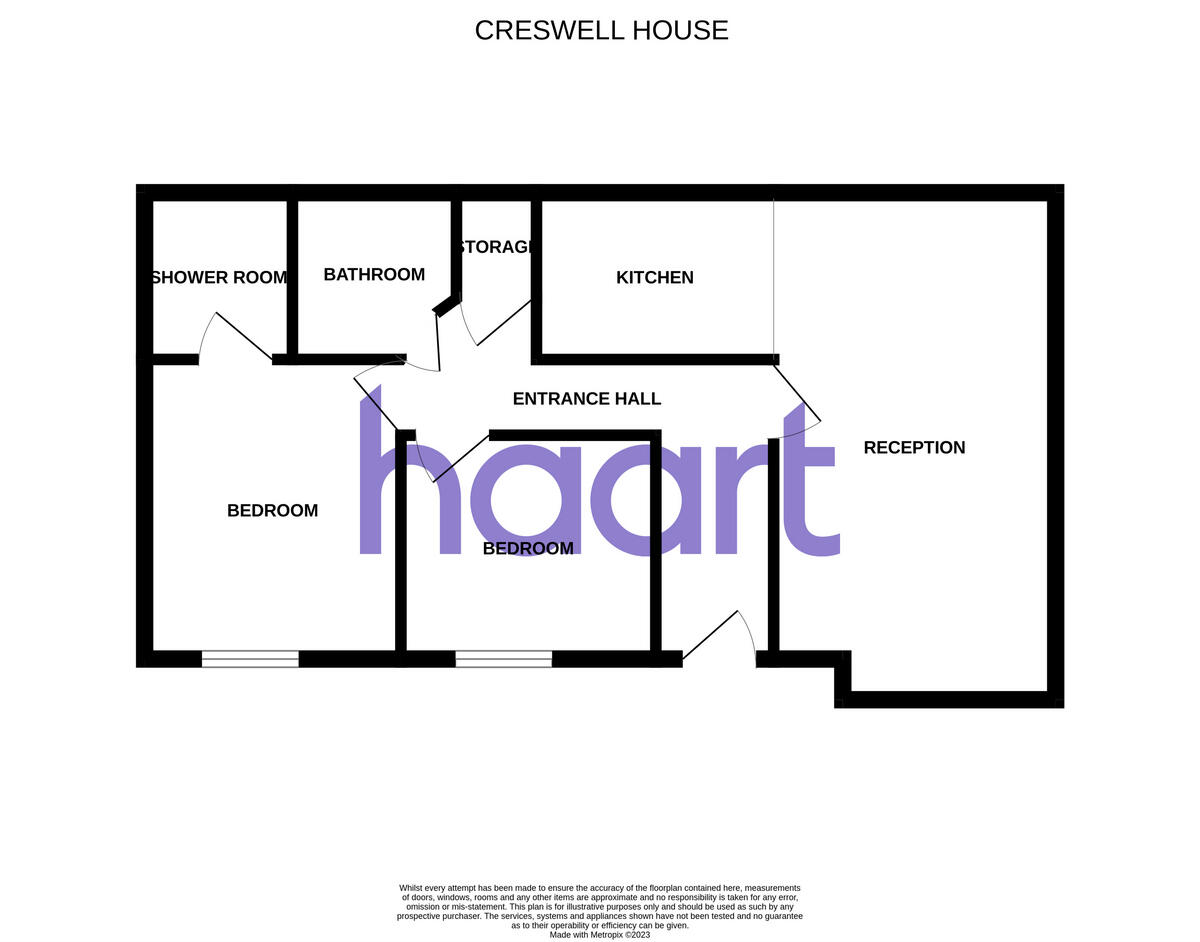 CRESWELL HOUSE
STORAGE
SHOWER ROOM
BATHROOM
KITCHEN
ENTRANCE HALL
RECEPTION
BEDROOM
haart
BEDROOM
Whilst every attempt has been made to ensure the accuracy of the floorplan contained here, measurements
of doors, windows, rooms and any other items are approximate and no responsibility is taken for any error,
omission or mis-statement. This plan is for illustrative purposes only and should be used as such by any
prospective purchaser. The services, systems and appliances shown have not been tested and no guarantee
as to their operability or efficiency can be given.
Made with Metropix ©2023